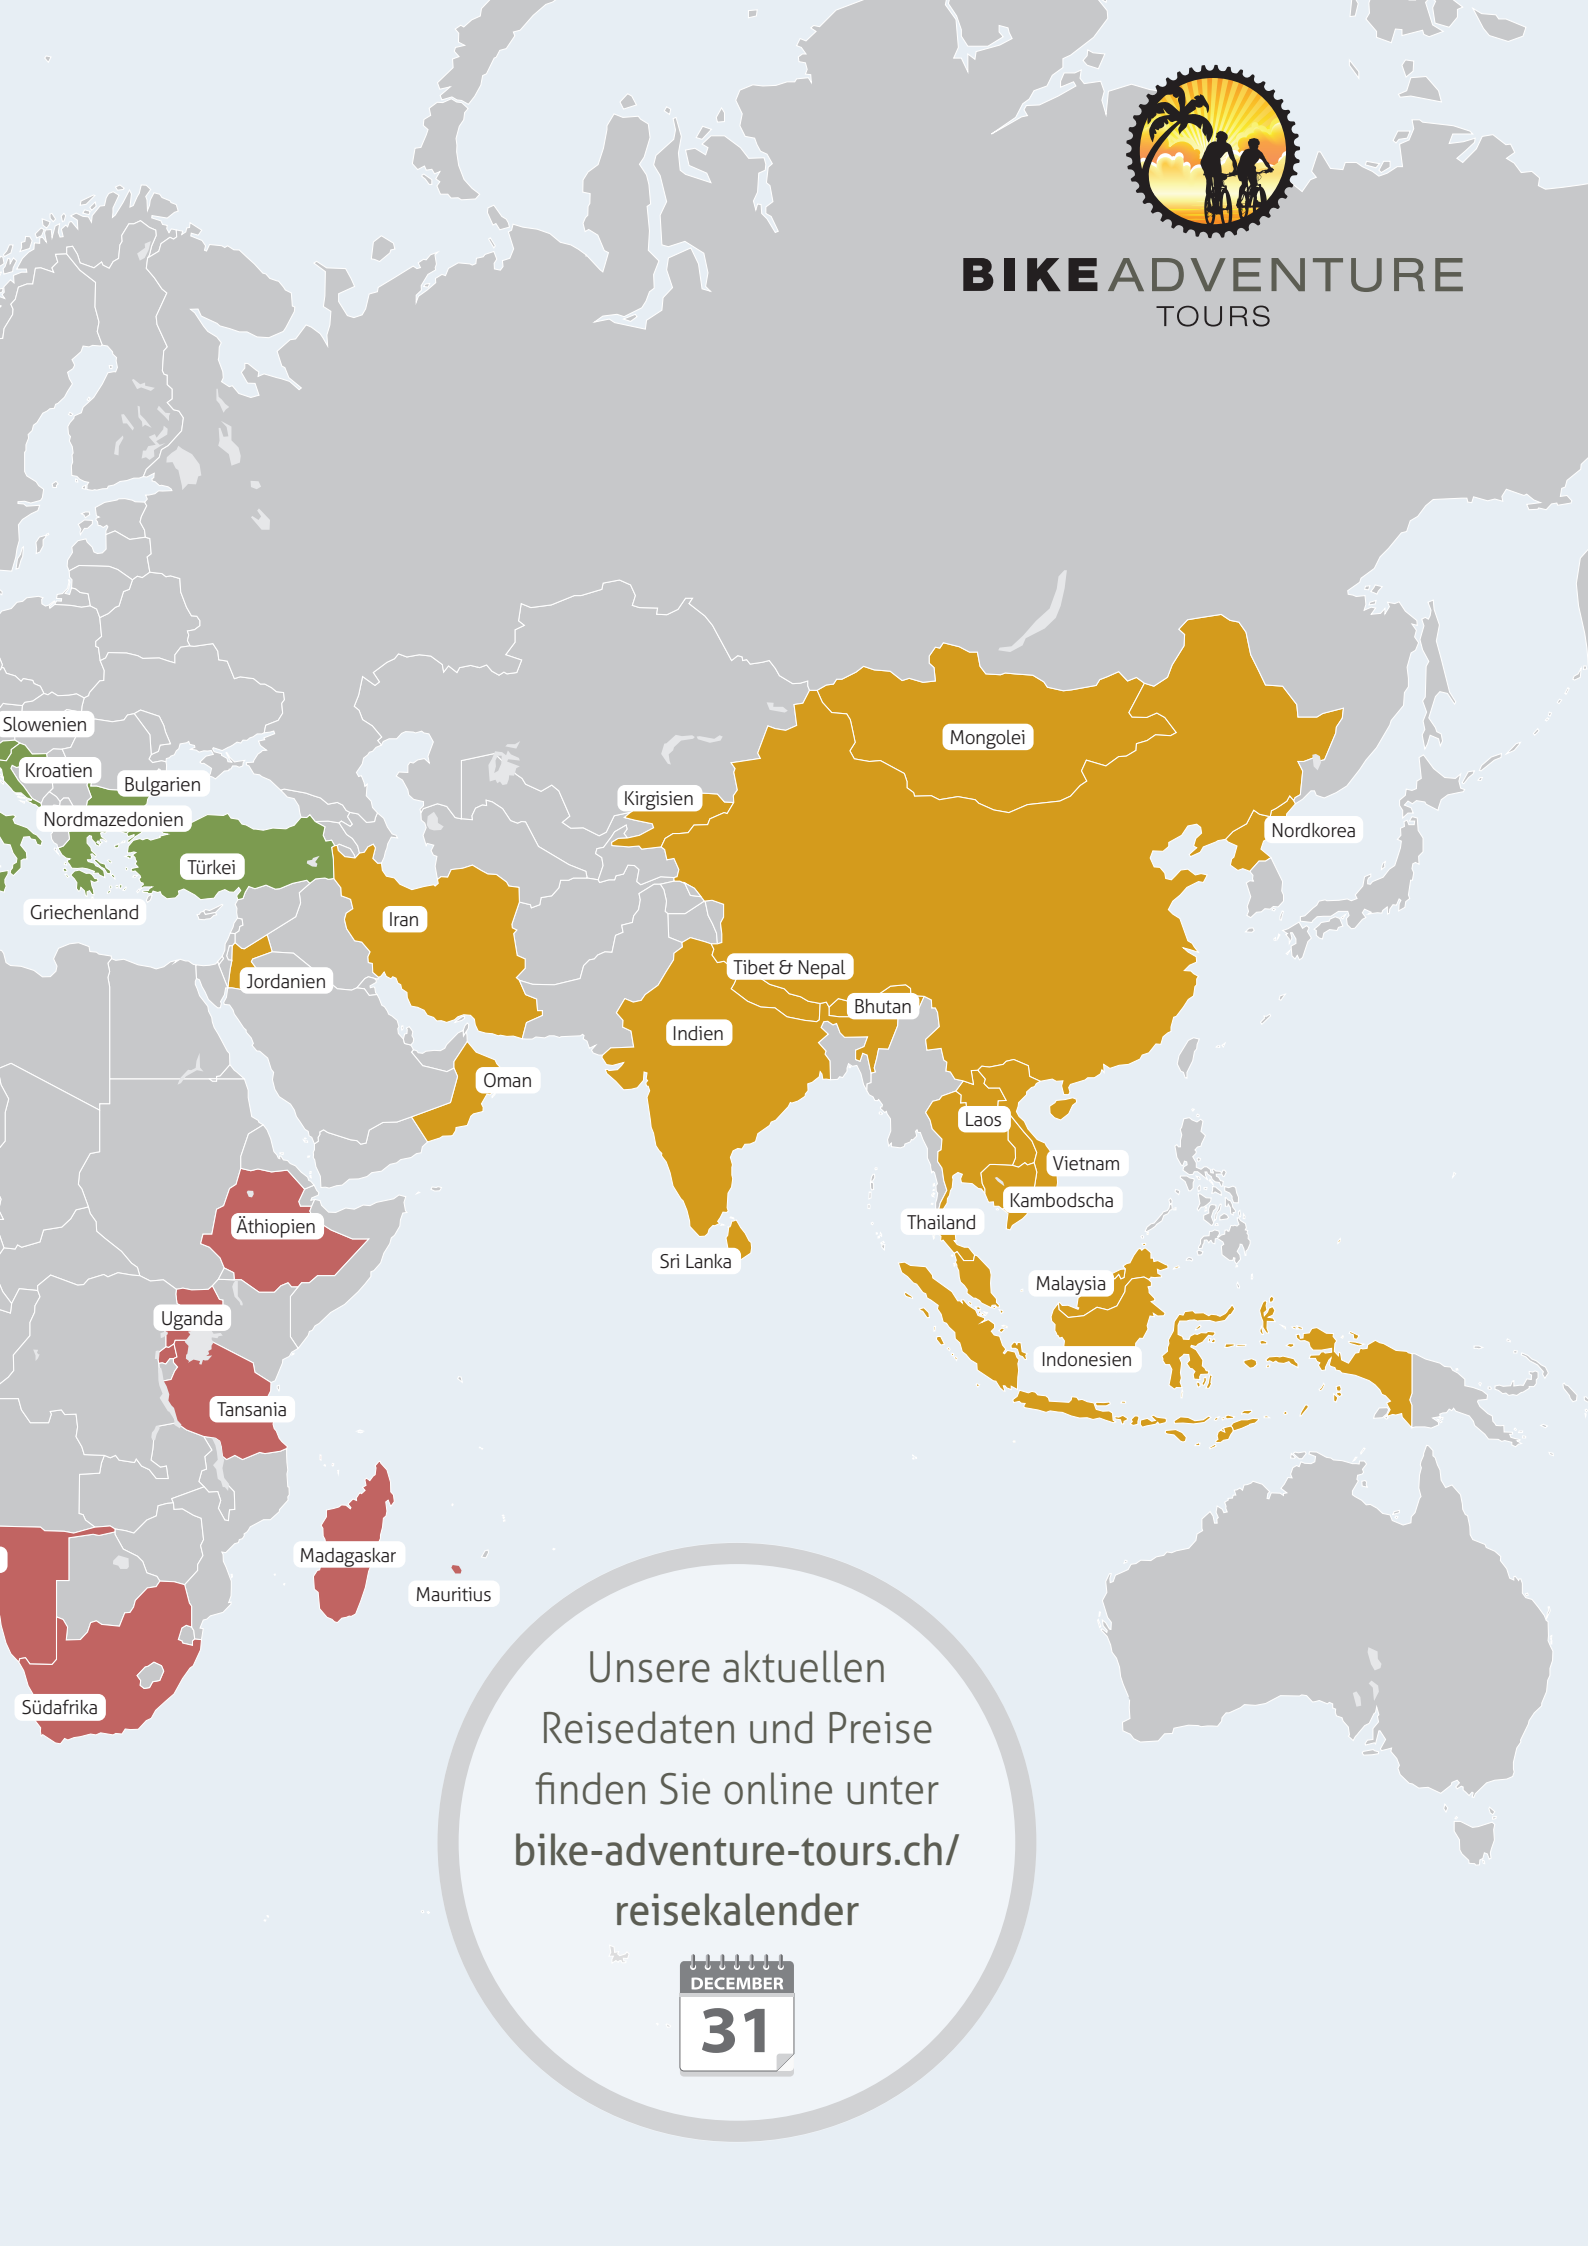 BIKEADVENTURE
TOURS
Slowenien
Kroatien
Bulgarien
Nordmazedonien
Türkei
Griechenland
Iran
Jordanien
Oman
Kirgisien
Mongolei
Nordkorea
Tibet & Nepal
Bhutan
Indien
Laos
Vietnam
Kambodscha
Thailand
Sri Lanka
Malaysia
Indonesien
Äthiopien
Uganda
Tansania
Madagaskar
Mauritius
Südafrika
Unsere aktuellen
Reisedaten und Preise
finden Sie online unter
bike-adventure-tours.ch/
reisekalender
DECEMBER
31